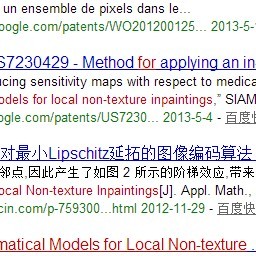 un ensemble de pixels dans le...
ogle.com/patents/WO201200125... 2013-5-1
S7230429 - Method for applying an in
ucing sensitivity maps with respect to medica
odels for local non-texture inpaintings," SIAM
ogle.com/patents/US7230... 2013-5-4 - 百度快
对最小Lipschitz延拓的图像编码算法
邻点,因此产生了如图 2 所示的阶梯效应,带来
ocal Non-texture Inpaintings[J]. Appl. Math.,
cin.com/p-759300...html 2012-11-29 - 百度快
matical Models for Local Non-texture ...